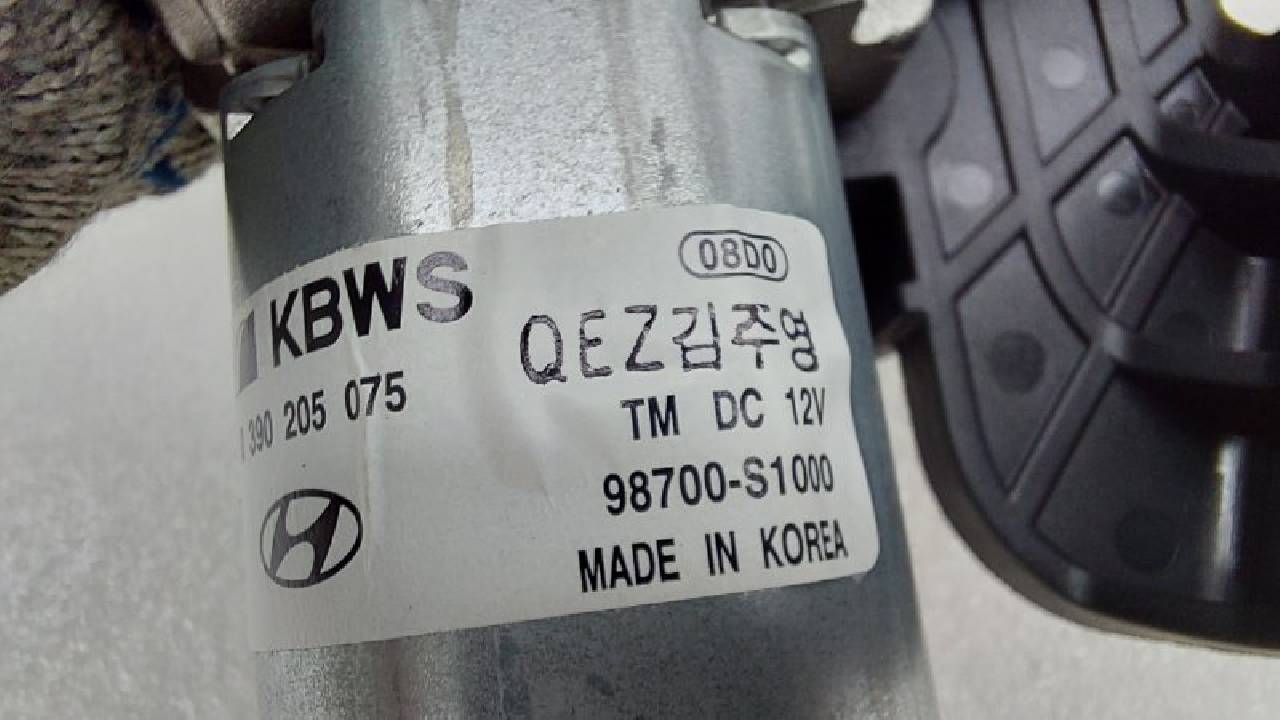 08D0
KBWS
QEZ김주영
390 205 075
TM DC 12V
98700-S1000
MADE IN KOREA